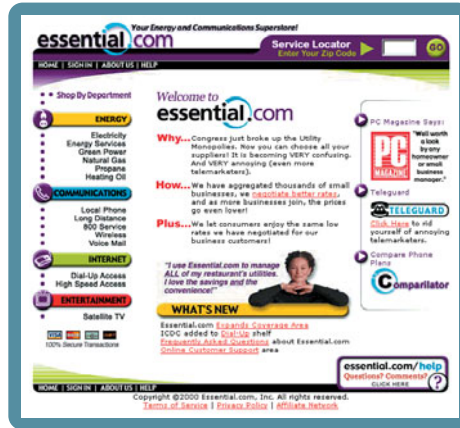 Your Energy and Communications Superstore!
essential.com
Service Locator
Enter Your Zip Code
GO
HOME | SIGN IN | ABOUT US | HELP
Shop By Department
ENERGY
Electricity
Energy Services
Green Power
Natural Gas
Propane
Heating Oil
COMMUNICATIONS
Local Phone
Long Distance
800 Service
Wireless
Voice Mail
INTERNET
Dial-Up Access
High Speed Access
ENTERTAINMENT
Satellite TV
VISA
100% Secure Transactions
Welcome to
essential.com
Why...Congress just broke up the Utility
Monopolies. Now you can choose all your
suppliers! It is becoming VERY confusing.
And VERY annoying (even more
telemarketers).
How...We have aggregated thousands of small
businesses, we negotiate better rates,
and as more businesses join, the prices
go even lower!
Plus...We let consumers enjoy the same low
rates we have negotiated for our
business customers!
"I use Essential.com to manage
ALL of my restaurant's utilities.
I love the savings and the
convenience!"
WHAT'S NEW
Essential.com Expands Coverage Area
ICDC added to Dial-Up shelf
Frequently Asked Questions about Essential.com
Online Customer Support area
PC Magazine Says:
PC
MAGAZINE
"Well worth
a look
by any
homeowner
or small
business
manager."
Teleguard
TELEGUARD
Click Here to rid
yourself of annoying
telemarketers.
Compare Phone
Plans
Comparilator
essential.com/help
Questions? Comments?
CLICK HERE
?
HOME | SIGN IN | ABOUT US | HELP
Copyright ©2000 Essential.com, Inc. All rights reserved.
Terms of Service | Privacy Policy | Affiliate Network